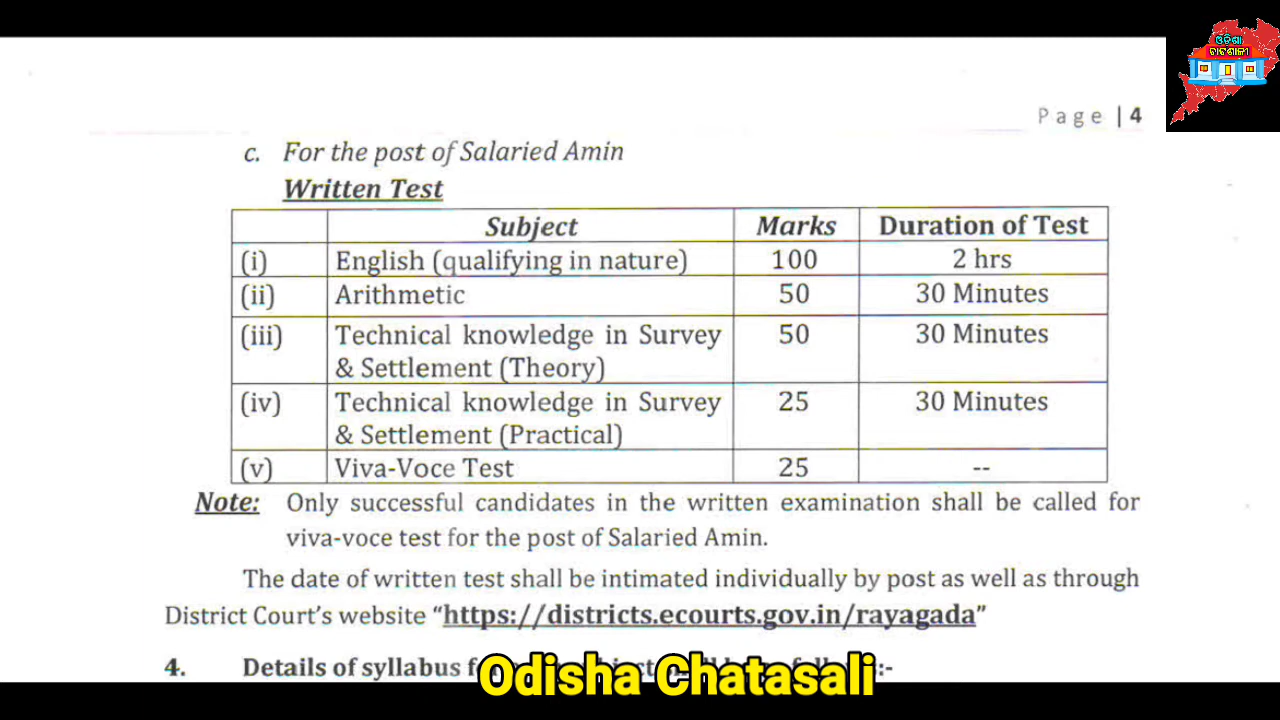 ଓଡ଼ିଶା
ଚାଟଶାଳୀ
Page | 4
c. For the post of Salaried Amin
Written Test
Subject Marks Duration of Test
(i) English (qualifying in nature) 100 2 hrs
(ii) Arithmetic 50 30 Minutes
(iii) Technical knowledge in Survey 50 30 Minutes
& Settlement (Theory)
(iv) Technical knowledge in Survey 25 30 Minutes
& Settlement (Practical)
(v) Viva-Voce Test 25 --
Note: Only successful candidates in the written examination shall be called for
viva-voce test for the post of Salaried Amin.
The date of written test shall be intimated individually by post as well as through
District Court's website "https://districts.ecourts.gov.in/rayagada"
4. Details of syllabus :-
Odisha Chatasali